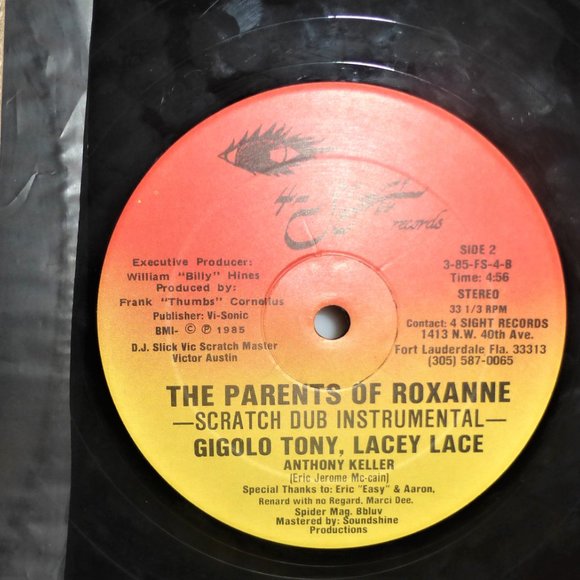 4-Sight
records
SIDE 2
3-85-FS-4-B
Time: 4:56
STEREO
33 1/3 RPM
Contact: 4 SIGHT RECORDS
1413 N.W. 40th Ave.
Fort Lauderdale Fla. 33313
(305) 587-0065
Executive Producer:
William "Billy" Hines
Produced by:
Frank "Thumbs" Cornelius
Publisher: Vi-Sonic
BMI- © ℗ 1985
D.J. Slick Vic Scratch Master
Victor Austin
THE PARENTS OF ROXANNE
—SCRATCH DUB INSTRUMENTAL—
GIGOLO TONY, LACEY LACE
ANTHONY KELLER
[Eric Jerome Mc-cain]
Special Thanks to: Eric "Easy" & Aaron,
Renard with no Regard, Marci Dee.
Spider Mag. 8bluv
Mastered by: Soundshine
Productions